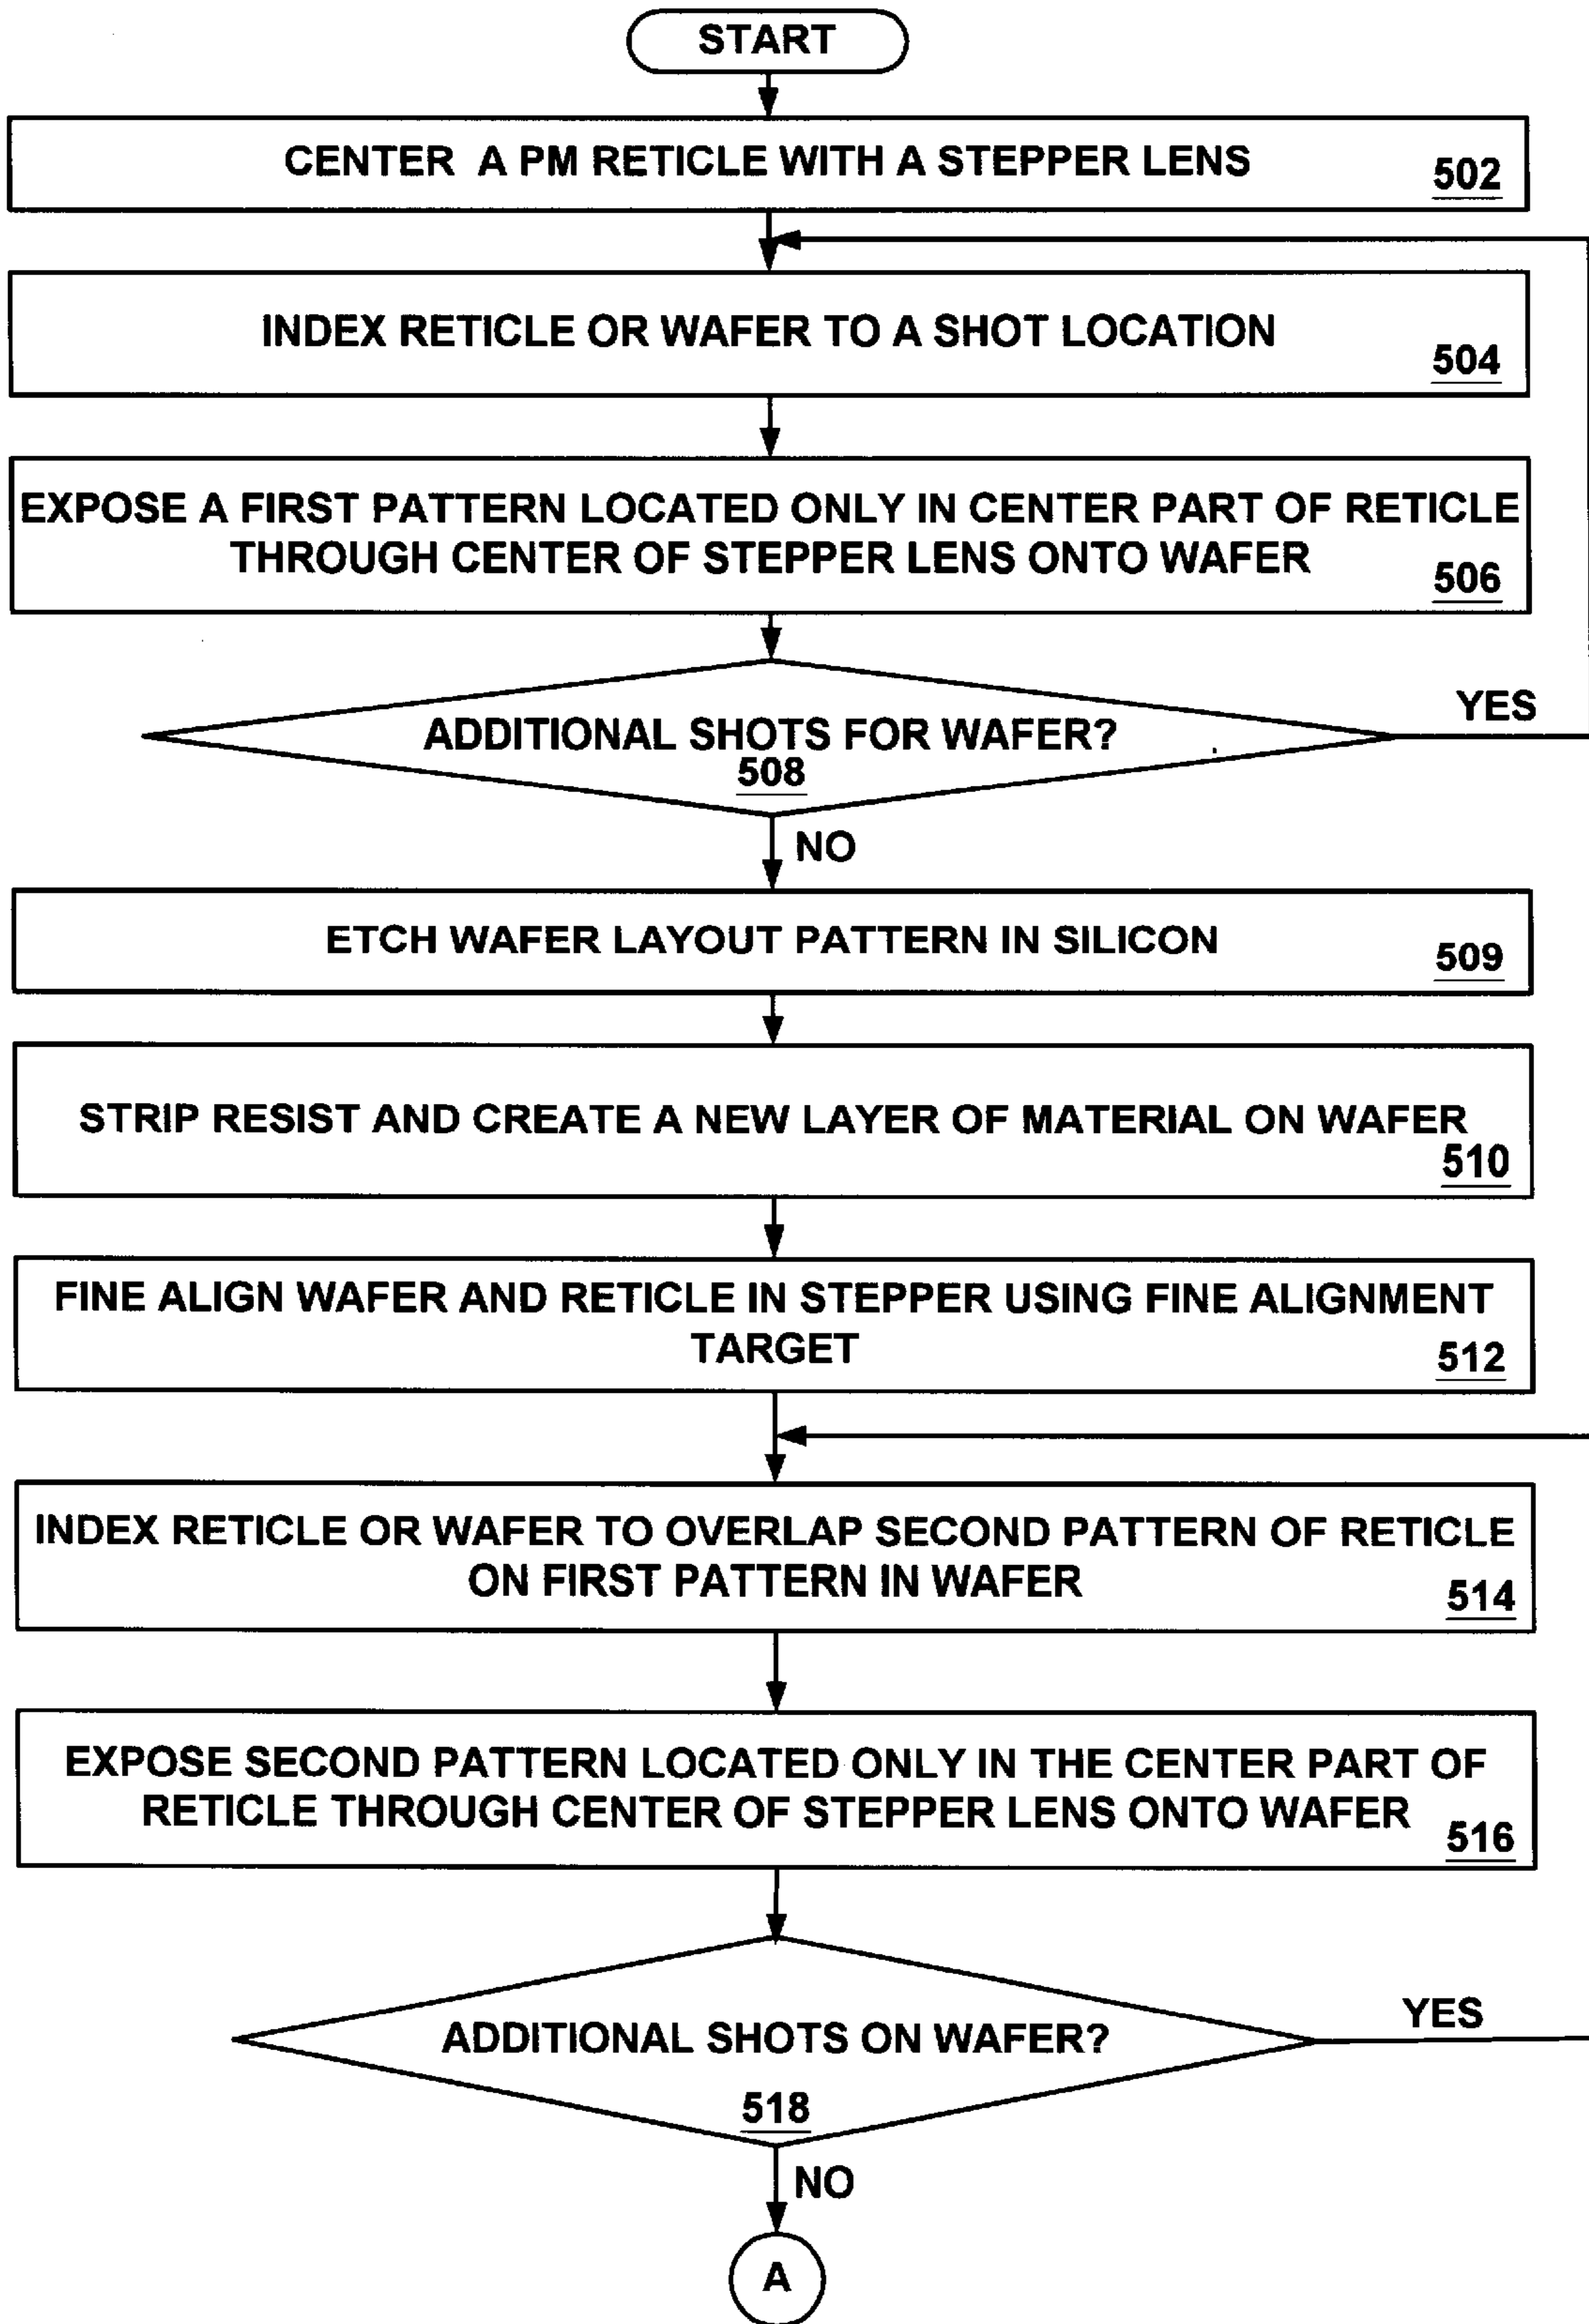 START
CENTER A PM RETICLE WITH A STEPPER LENS
502
INDEX RETICLE OR WAFER TO A SHOT LOCATION
504
EXPOSE A FIRST PATTERN LOCATED ONLY IN CENTER PART OF RETICLE
THROUGH CENTER OF STEPPER LENS ONTO WAFER
506
ADDITIONAL SHOTS FOR WAFER?
508
YES
NO
ETCH WAFER LAYOUT PATTERN IN SILICON
509
STRIP RESIST AND CREATE A NEW LAYER OF MATERIAL ON WAFER
510
FINE ALIGN WAFER AND RETICLE IN STEPPER USING FINE ALIGNMENT
TARGET
512
INDEX RETICLE OR WAFER TO OVERLAP SECOND PATTERN OF RETICLE
ON FIRST PATTERN IN WAFER
514
EXPOSE SECOND PATTERN LOCATED ONLY IN THE CENTER PART OF
RETICLE THROUGH CENTER OF STEPPER LENS ONTO WAFER
516
ADDITIONAL SHOTS ON WAFER?
518
YES
NO
A